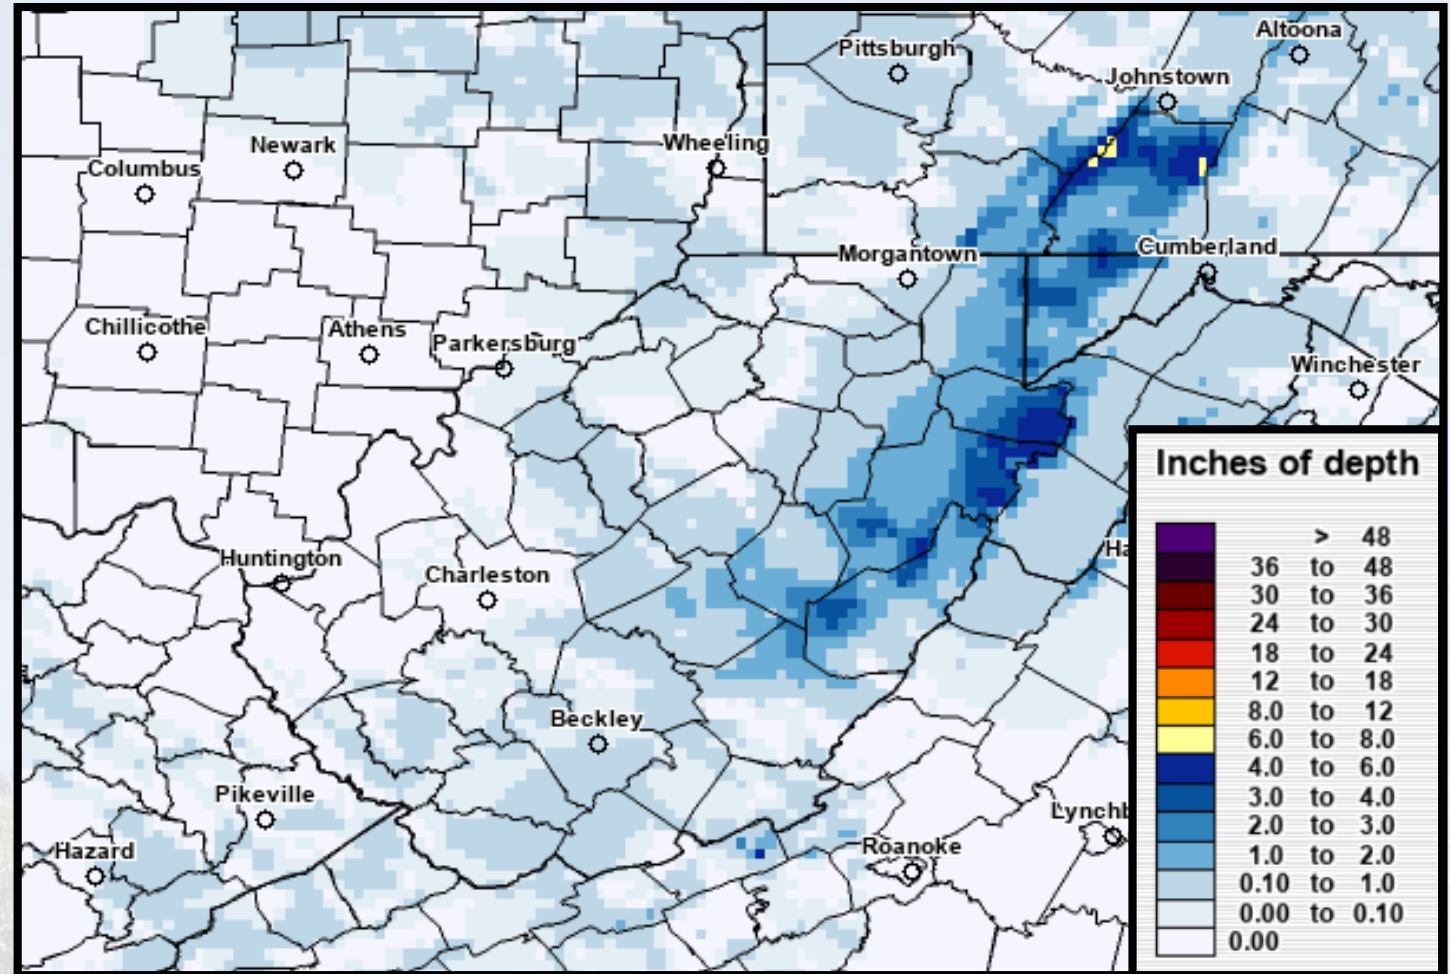 Altoona
Pittsburgh
Johnstown
Newark
Wheeling
Columbus
Cumberland
Morgantown
Chillicothe
Athens
Parkersburg
Winchester
Huntington
Charleston
Ha
Beckley
Pikeville
Lynchb
Hazard
Roanoke
Inches of depth
> 48
36 to 48
30 to 36
24 to 30
18 to 24
12 to 18
8.0 to 12
6.0 to 8.0
4.0 to 6.0
3.0 to 4.0
2.0 to 3.0
1.0 to 2.0
0.10 to 1.0
0.00 to 0.10
0.00